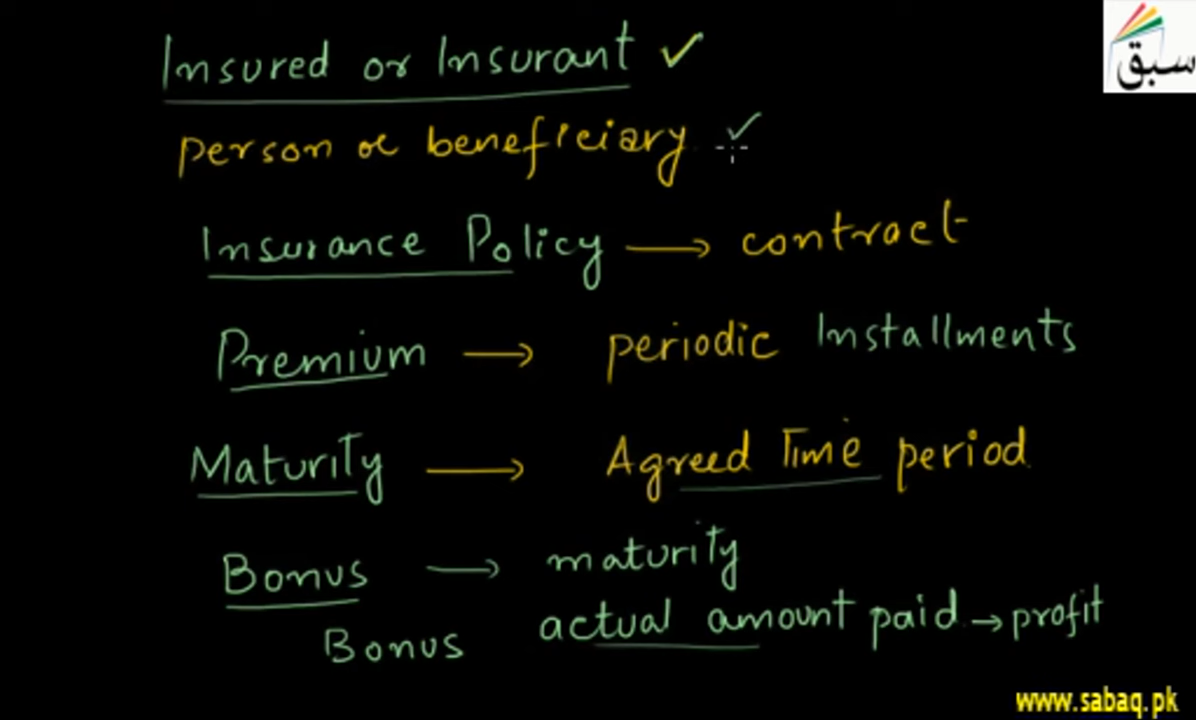 Insured or Insurant ✓
سبق
person or beneficiary ✓
Insurance Policy → contract
Premium → periodic Installments
Maturity → Agreed Time period
Bonus → maturity
actual amount paid → profit
Bonus
www.sabaq.pk